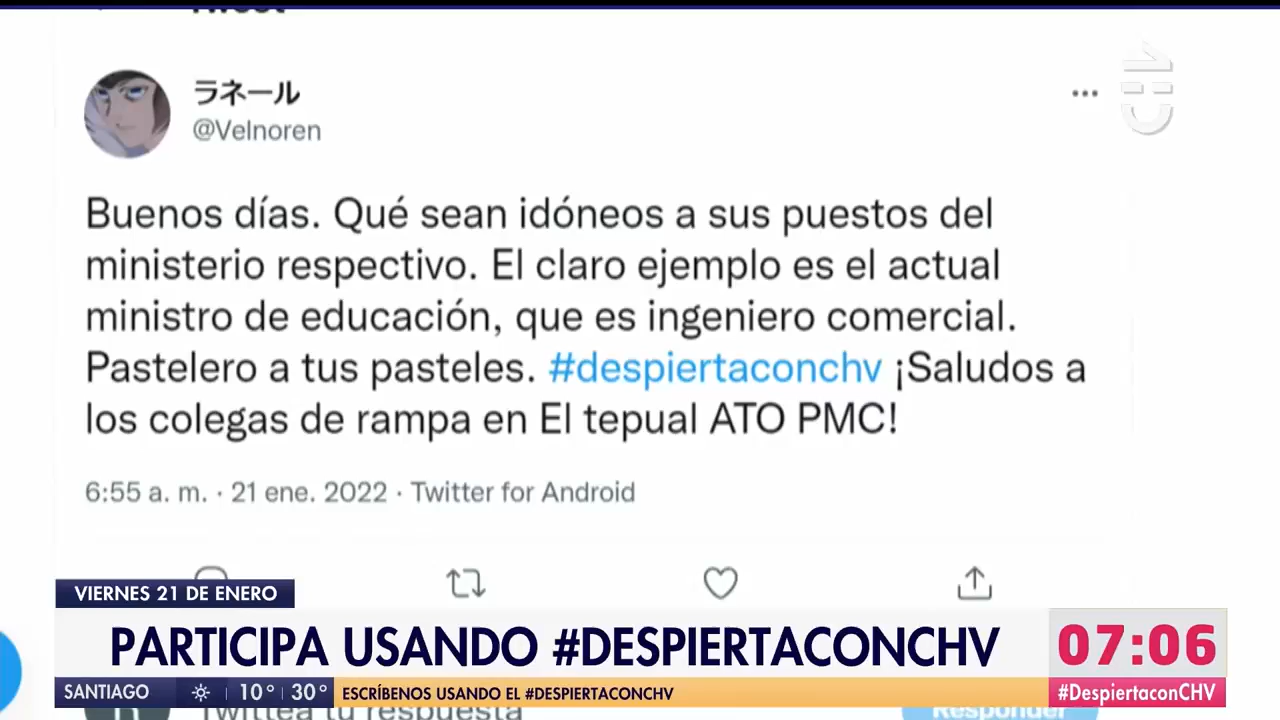 Tweet
ラネール
@Velnoren
Buenos días. Qué sean idóneos a sus puestos del
ministerio respectivo. El claro ejemplo es el actual
ministro de educación, que es ingeniero comercial.
Pastelero a tus pasteles. #despiertaconchv ¡Saludos a
los colegas de rampa en El tepual ATO PMC!
6:55 a. m. · 21 ene. 2022 · Twitter for Android
VIERNES 21 DE ENERO
PARTICIPA USANDO #DESPIERTACONCHV
07:06
SANTIAGO 10° 30° ESCRÍBENOS USANDO EL #DESPIERTACONCHV
#DespiertaconCHV
Twittea tu respuesta
Responder